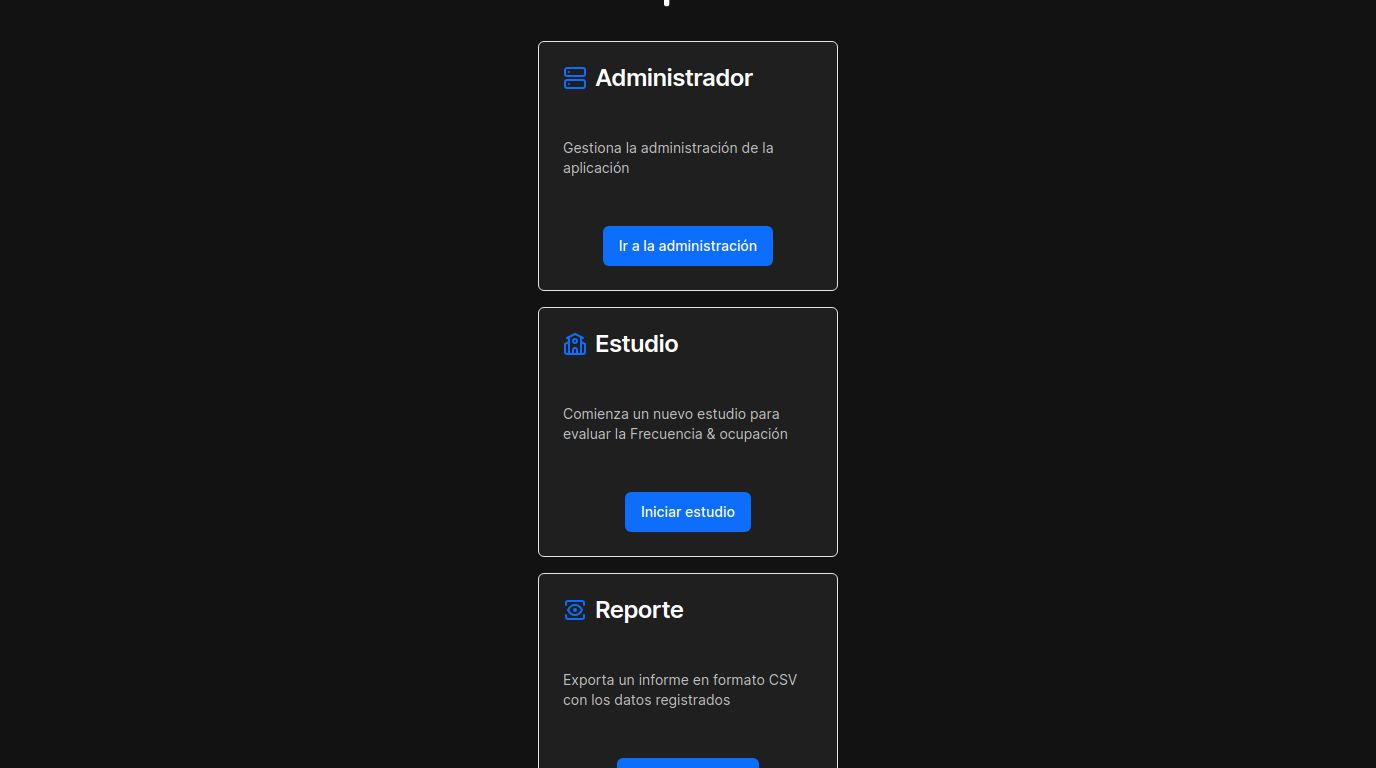 Administrador
Gestiona la administración de la
aplicación
Ir a la administración
Estudio
Comienza un nuevo estudio para
evaluar la Frecuencia & ocupación
Iniciar estudio
Reporte
Exporta un informe en formato CSV
con los datos registrados